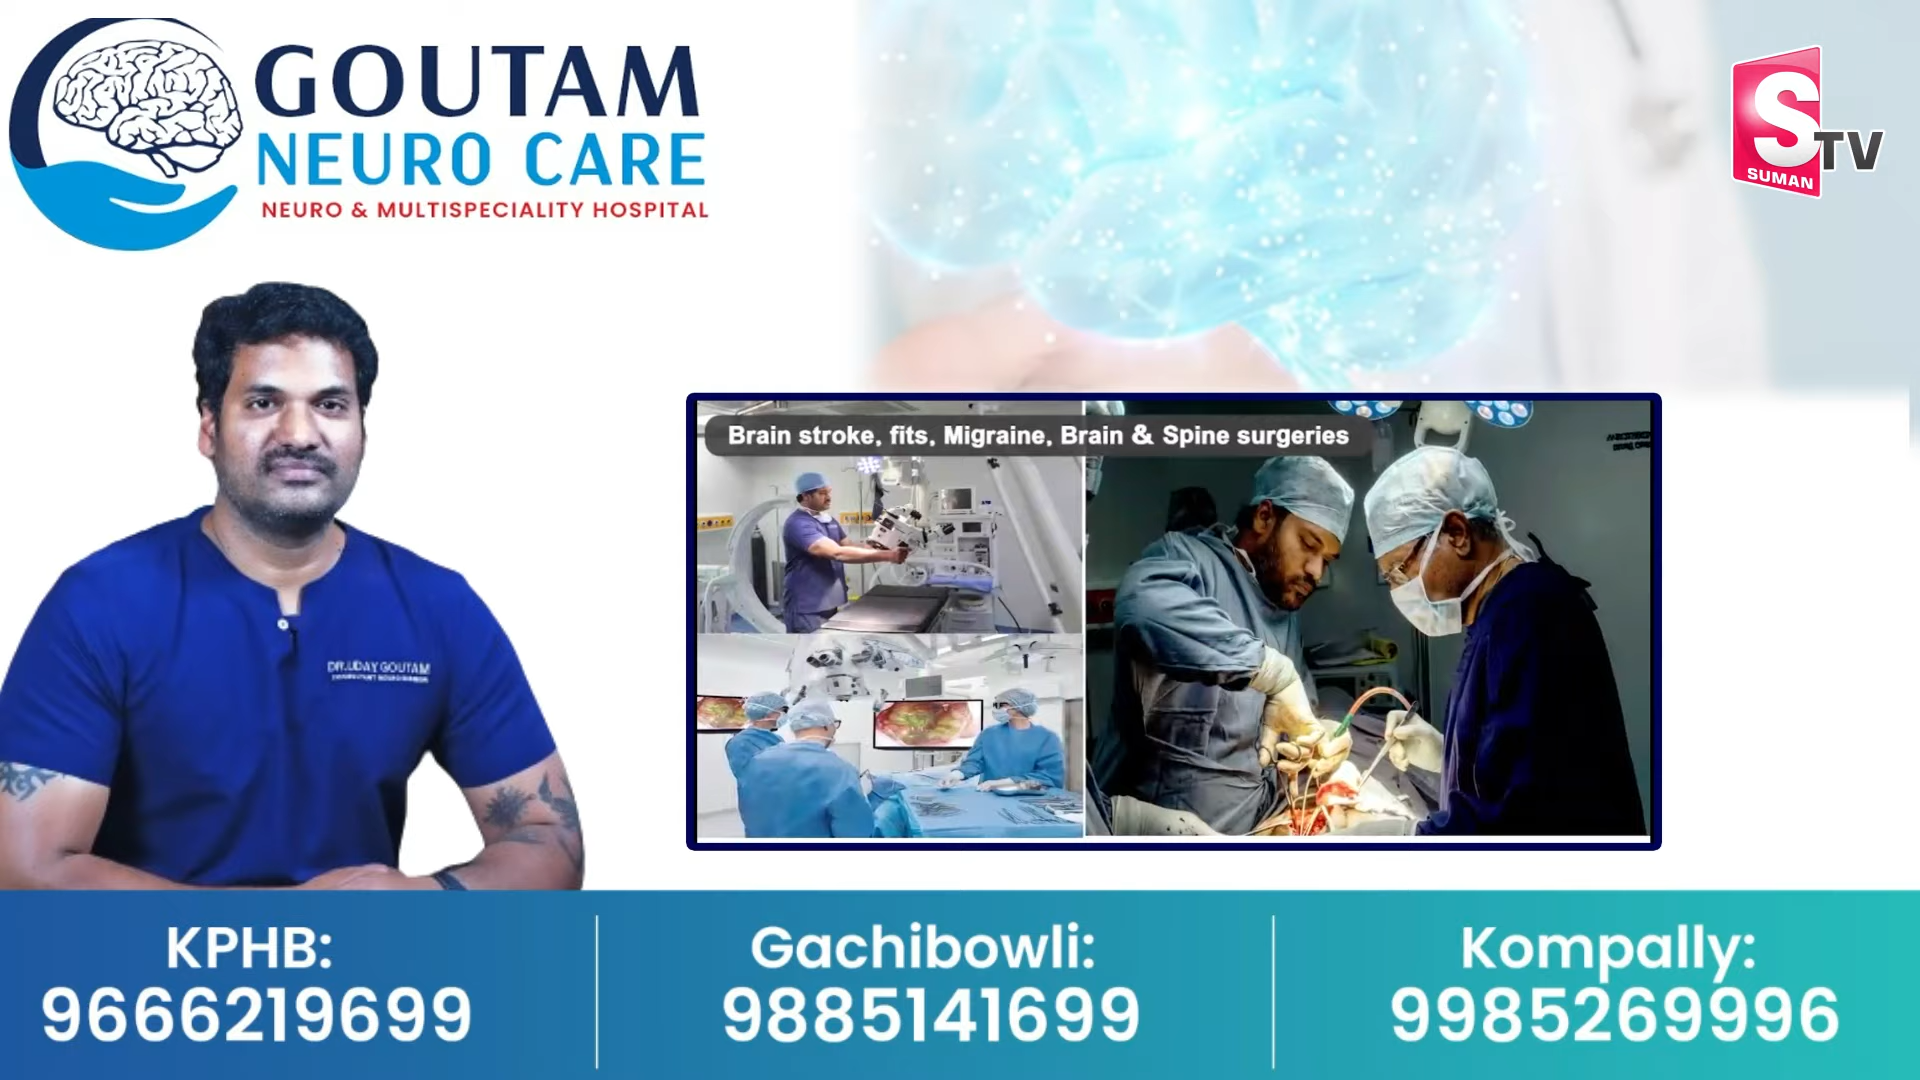 GOUTAM
NEURO CARE
NEURO & MULTISPECIALITY HOSPITAL
S
TV
SUMAN
Brain stroke, fits, Migraine, Brain & Spine surgeries
DR.UDAY GOUTAM
KPHB:
9666219699
Gachibowli:
9885141699
Kompally:
9985269996